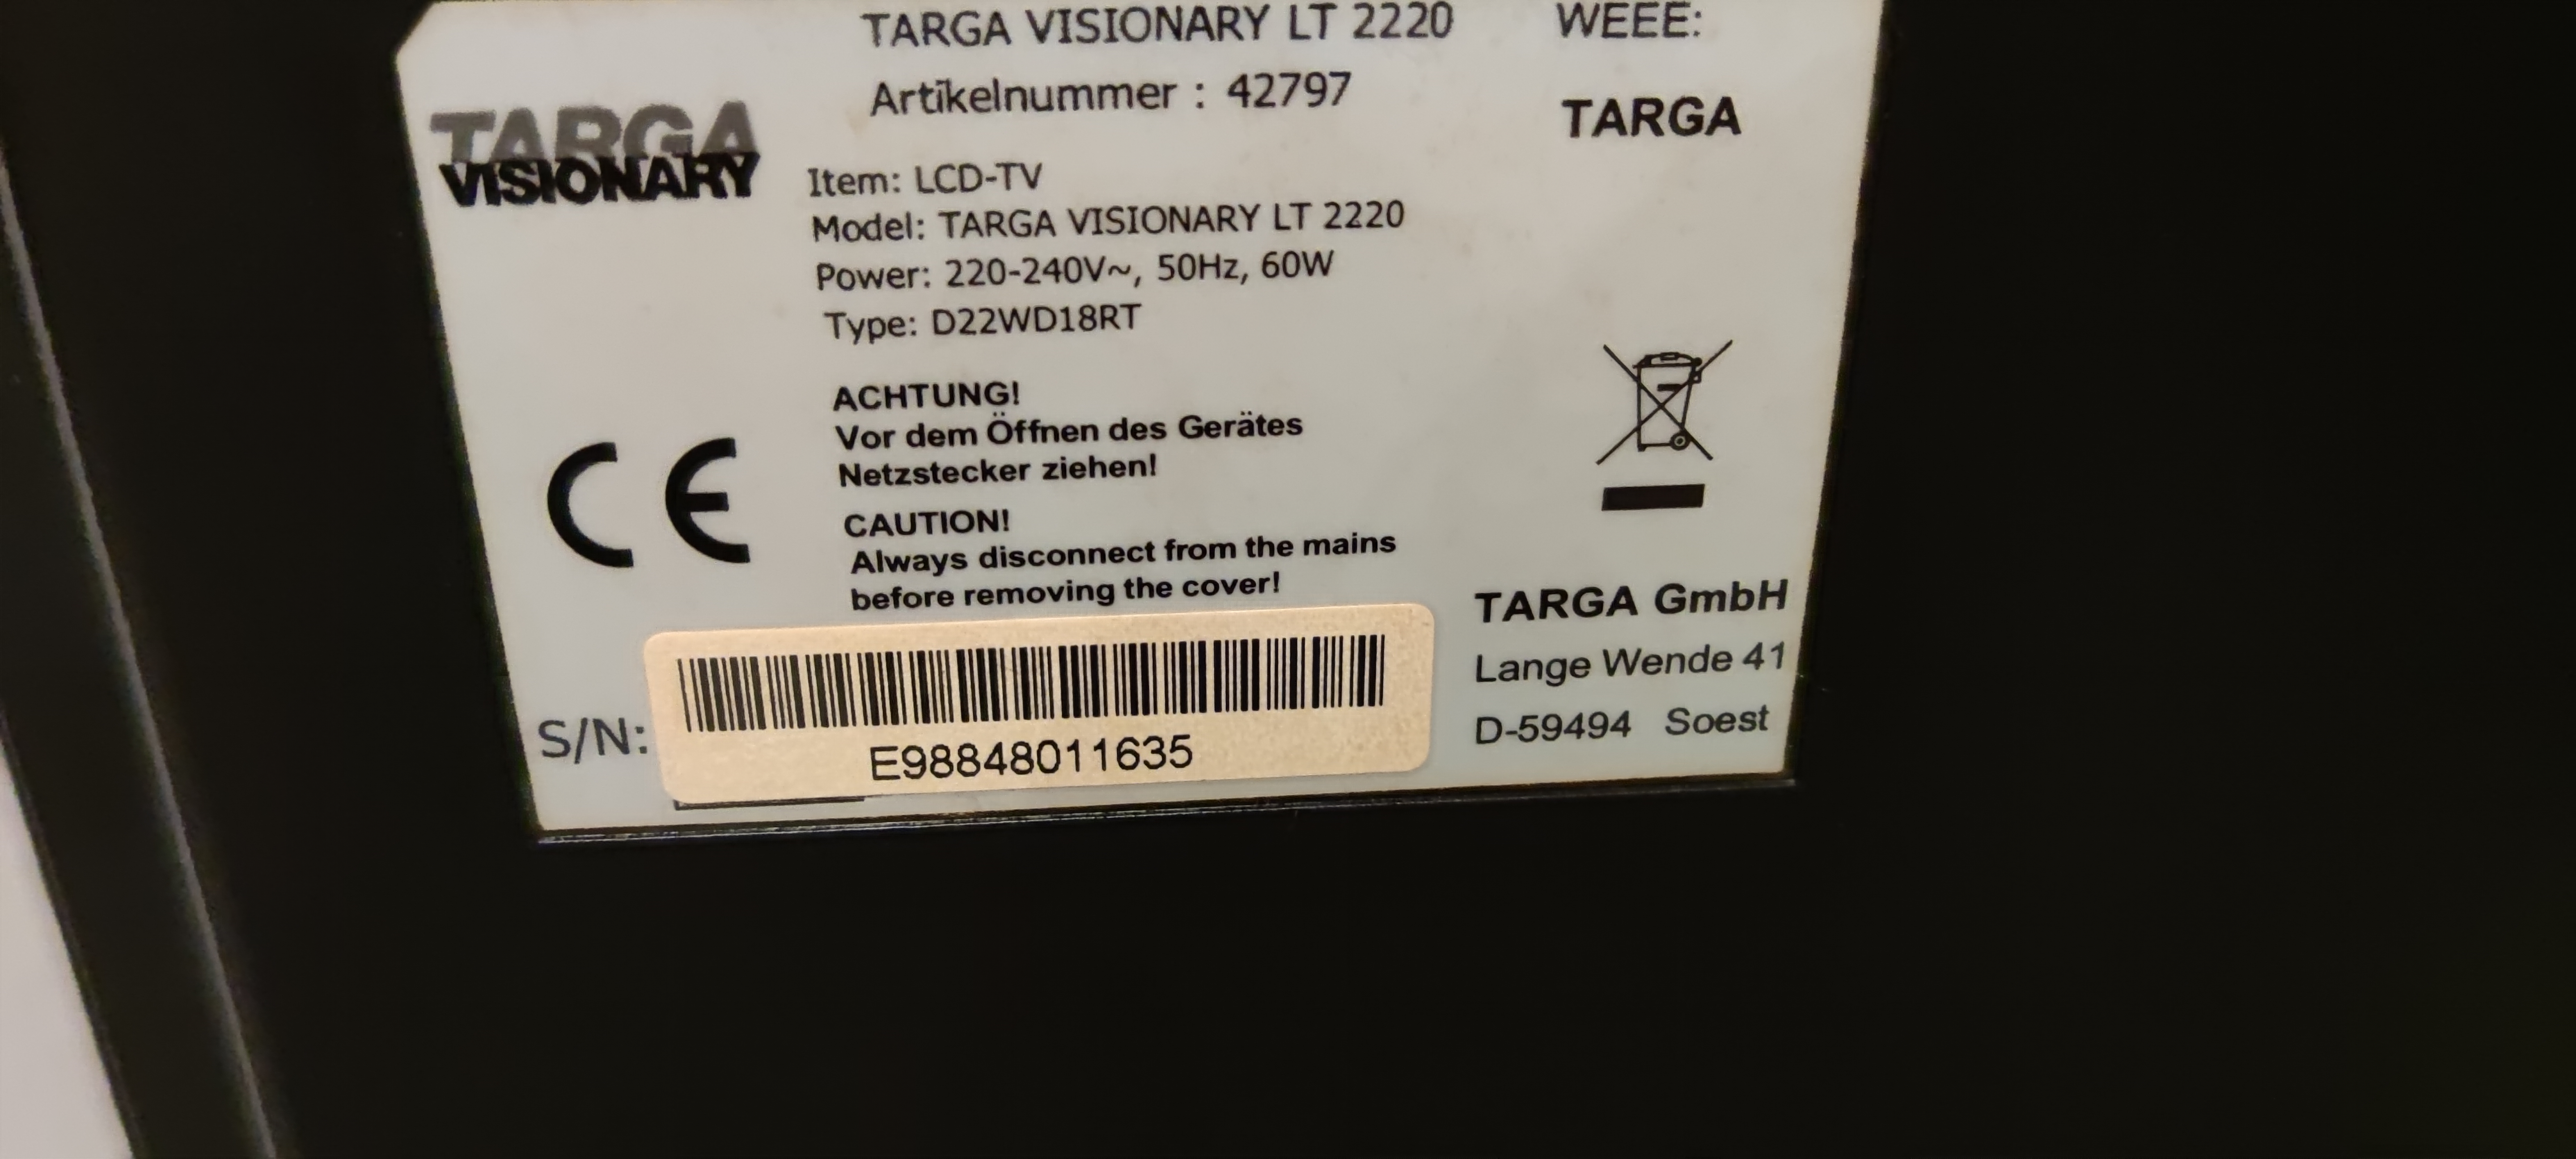 TARGA VISIONARY LT 2220
Artikelnummer : 42797
WEEE:
TARGA
TARGA
VISIONARY
Item: LCD-TV
Model: TARGA VISIONARY LT 2220
Power: 220-240V~, 50Hz, 60W
Type: D22WD18RT
ACHTUNG!
Vor dem Öffnen des Gerätes
Netzstecker ziehen!
CAUTION!
Always disconnect from the mains
before removing the cover!
CE
S/N:
E98848011635
TARGA GmbH
Lange Wende 41
D-59494 Soest